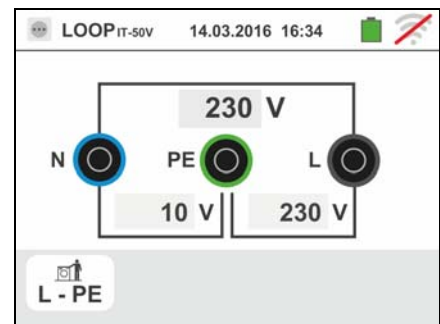 LOOP IT-50V 14.03.2016 16:34
230 V
N PE L
10 V 230 V
L - PE